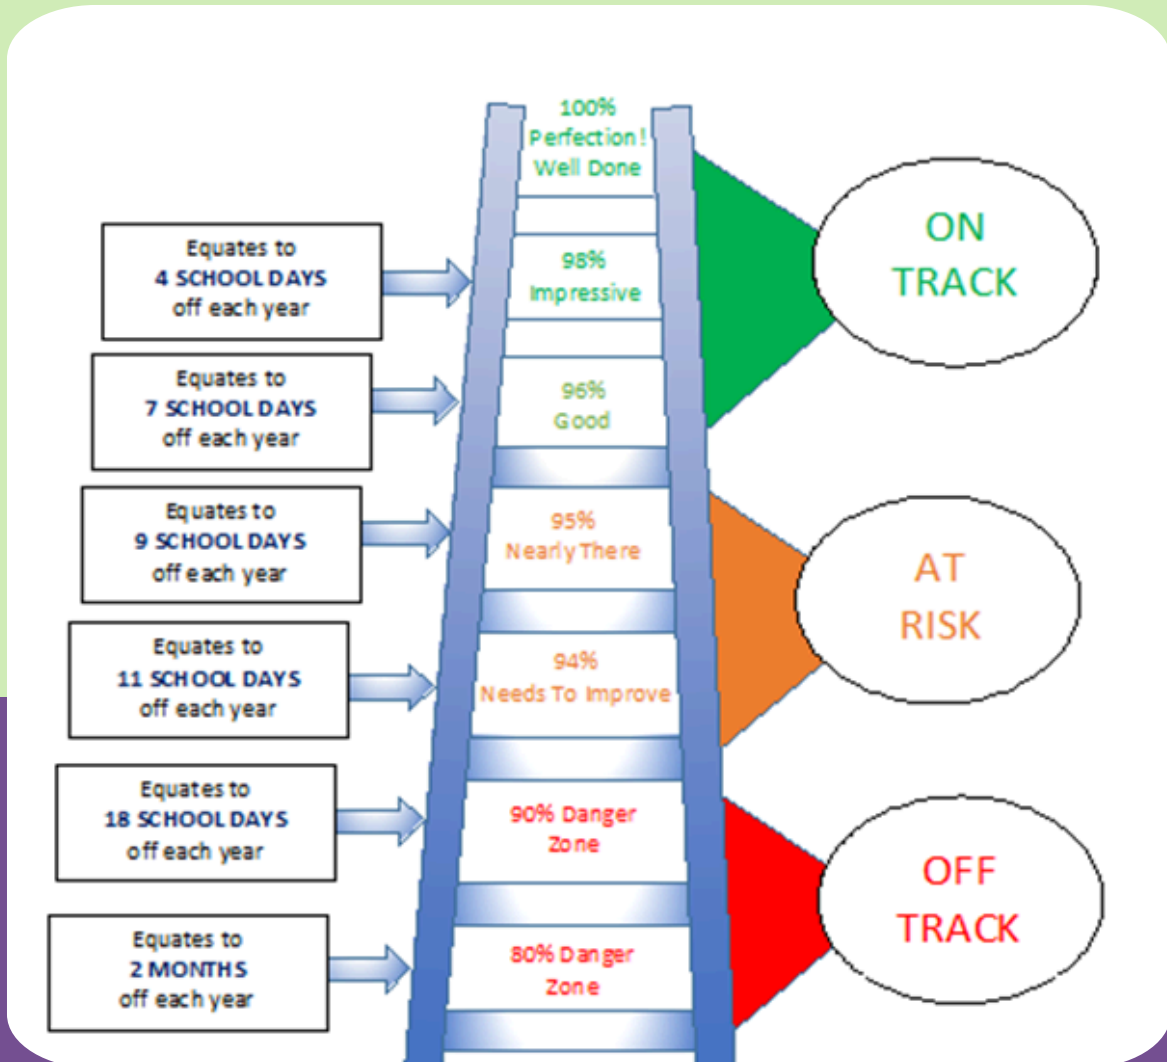 100%
Perfection!
Well Done
ON
TRACK
Equates to
4 SCHOOL DAYS
off each year
98%
Impressive
Equates to
7 SCHOOL DAYS
off each year
96%
Good
Equates to
9 SCHOOL DAYS
off each year
95%
Nearly There
AT
RISK
Equates to
11 SCHOOL DAYS
off each year
94%
Needs To Improve
Equates to
18 SCHOOL DAYS
off each year
90% Danger
Zone
OFF
TRACK
Equates to
2 MONTHS
off each year
80% Danger
Zone